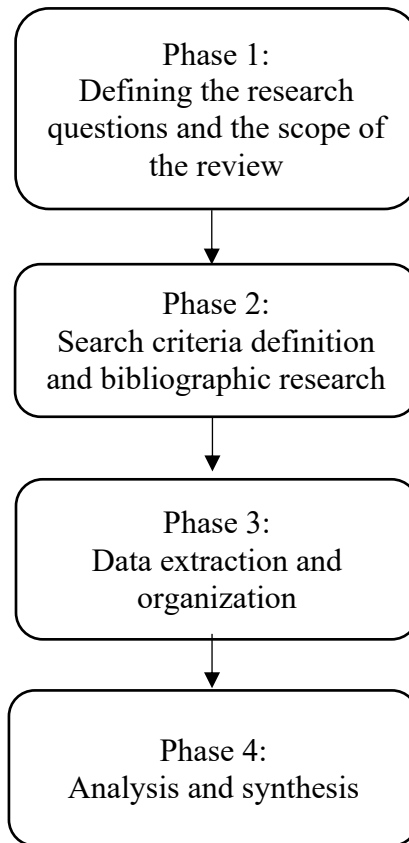 Phase 1:
Defining the research
questions and the scope of
the review
Phase 2:
Search criteria definition
and bibliographic research
Phase 3:
Data extraction and
organization
Phase 4:
Analysis and synthesis